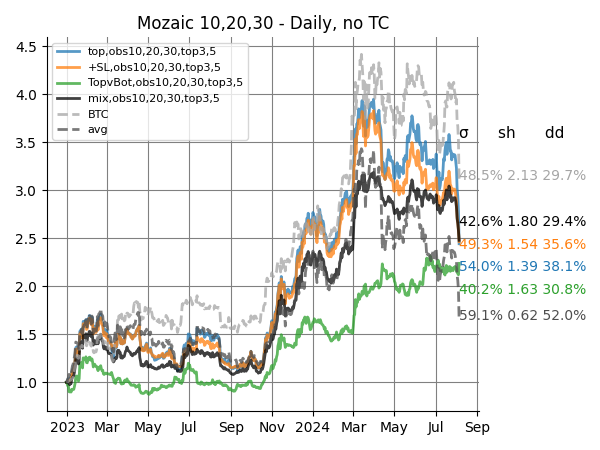 Mozaic 10,20,30 - Daily, no TC
4.5
4.0
3.5
3.0
2.5
2.0
1.5
1.0
top,obs10,20,30,top3,5
+SL,obs10,20,30,top3,5
TopvBot,obs10,20,30,top3,5
mix,obs10,20,30,top3,5
BTC
avg
σ sh dd
48.5% 2.13 29.7%
42.6% 1.80 29.4%
49.3% 1.54 35.6%
54.0% 1.39 38.1%
40.2% 1.63 30.8%
59.1% 0.62 52.0%
2023 Mar May Jul Sep Nov 2024 Mar May Jul Sep